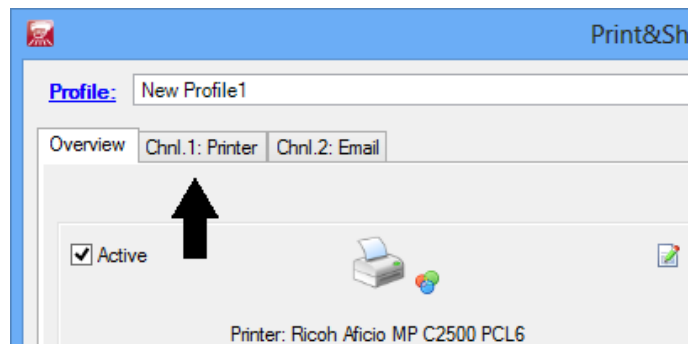 Print&Sh
Profile: New Profile1
Overview Chnl.1: Printer Chnl.2: Email
Active
Printer: Ricoh Aficio MP C2500 PCL6